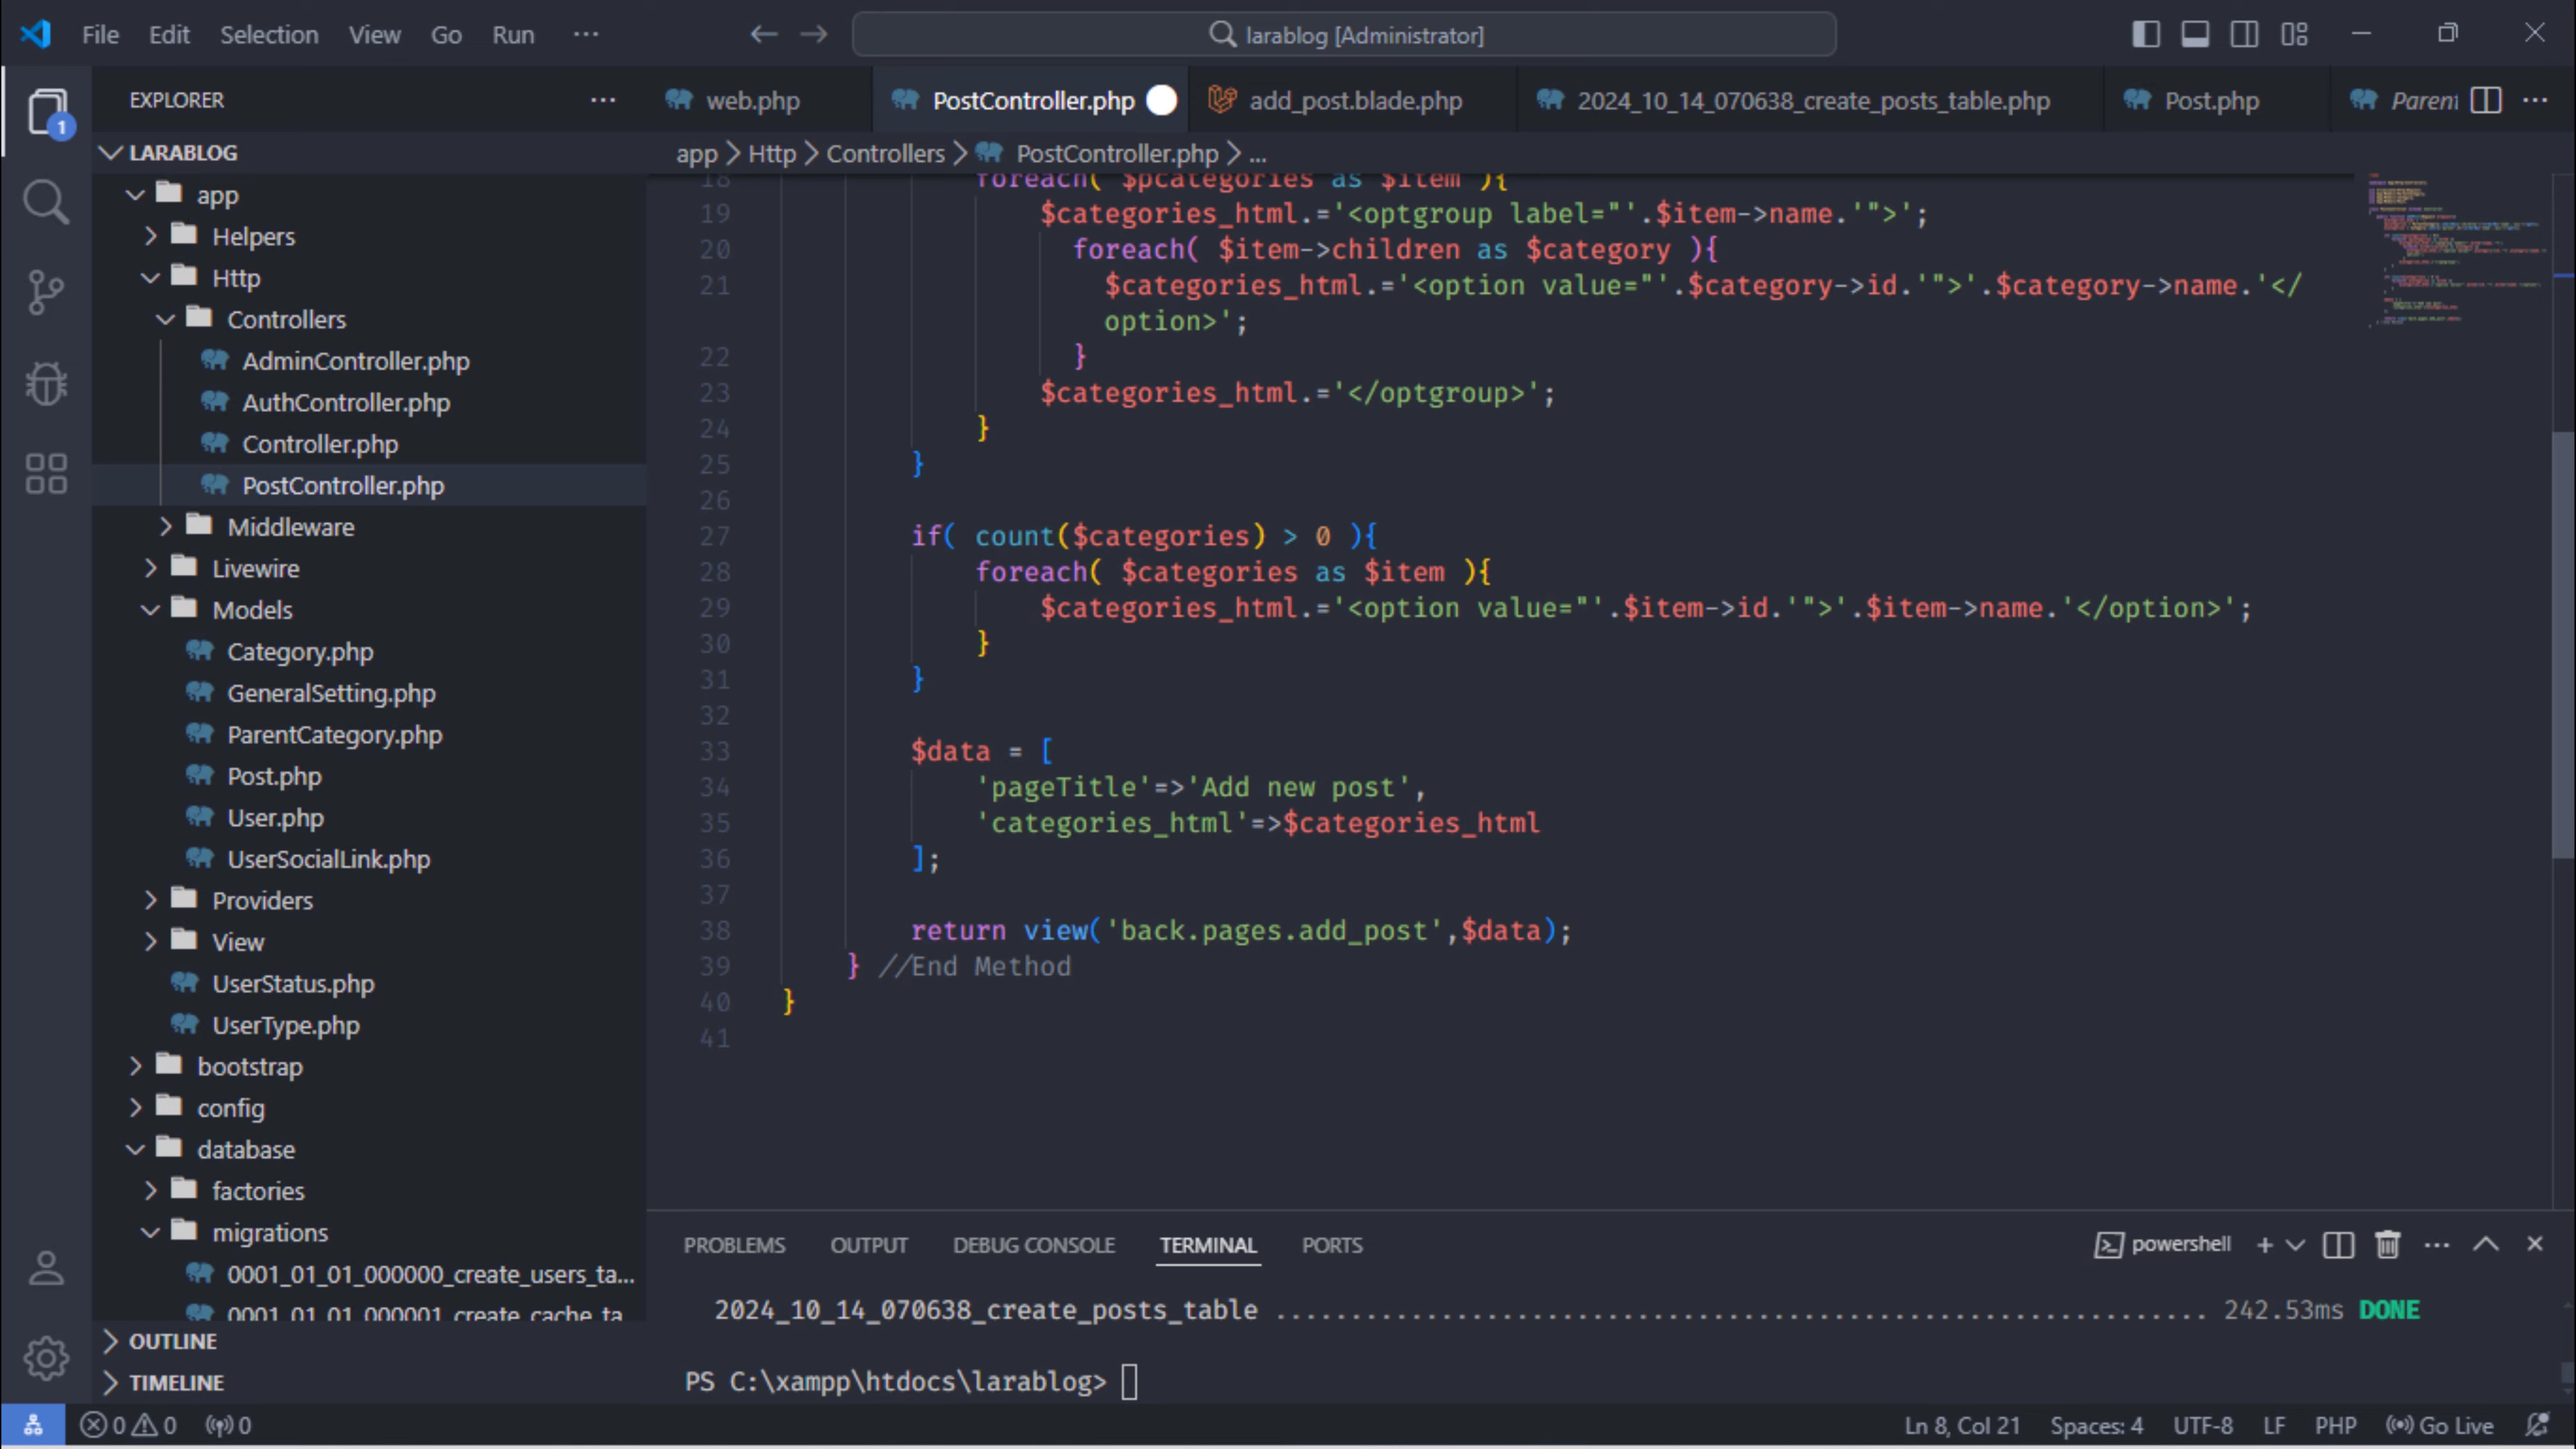 File Edit Selection View Go Run ...
larablog [Administrator]
EXPLORER
web.php PostController.php add_post.blade.php 2024_10_14_070638_create_posts_table.php Post.php Parent
LARABLOG
app > Http > Controllers > PostController.php > ...
app
Helpers
Http
Controllers
AdminController.php
AuthController.php
Controller.php
PostController.php
Middleware
Livewire
Models
Category.php
GeneralSetting.php
ParentCategory.php
Post.php
User.php
UserSocialLink.php
Providers
View
UserStatus.php
UserType.php
bootstrap
config
database
factories
migrations
0001_01_01_000000_create_users_ta...
0001_01_01_000001_create_cache_ta
OUTLINE
TIMELINE
18 foreach( $pcategories as $item ){
19 $categories_html.='<optgroup label="'.$item->name.'">';
20 foreach( $item->children as $category ){
21 $categories_html.='<option value="'.$category->id.'">'.$category->name.'</
option>';
22 }
23 $categories_html.='</optgroup>';
24 }
25 }
26
27 if( count($categories) > 0 ){
28 foreach( $categories as $item ){
29 $categories_html.='<option value="'.$item->id.'">'.$item->name.'</option>';
30 }
31 }
32
33 $data = [
34 'pageTitle'=>'Add new post',
35 'categories_html'=>$categories_html
36 ];
37
38 return view('back.pages.add_post',$data);
39 } //End Method
40 }
41
PROBLEMS OUTPUT DEBUG CONSOLE TERMINAL PORTS powershell
2024_10_14_070638_create_posts_table .............................................................. 242.53ms DONE
PS C:\xampp\htdocs\larablog>
1
0 0 0 Ln 8, Col 21 Spaces: 4 UTF-8 LF PHP Go Live